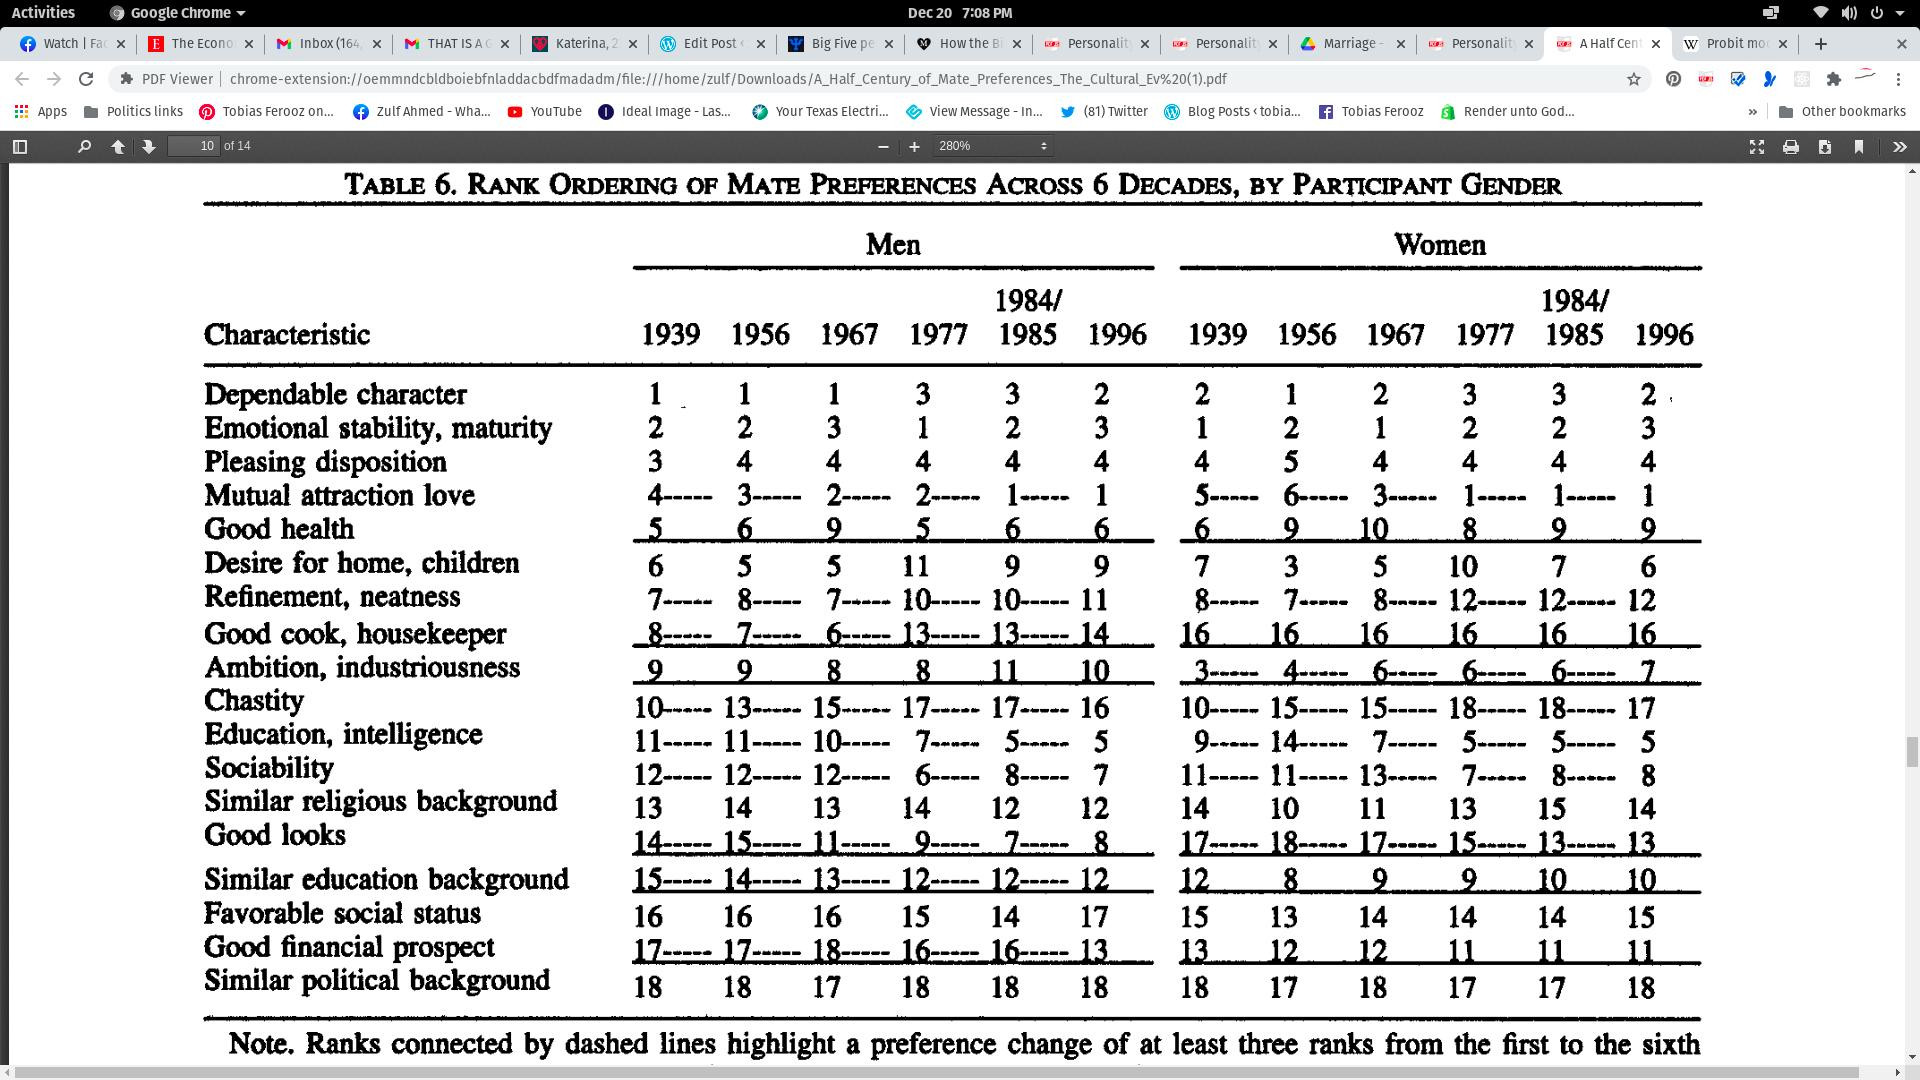 Activities Google Chrome Dec 20 7:08 PM
Watch | Fac The Econo Inbox (164, THIS IS A G Katerina, 2 Edit Post ‹ Big Five pe How the Bi Personality Personality Marriage - Personality A Half Cent Probit mod
PDF Viewer | chrome-extension://oemmndcbldboiebfnladdacbdfmadadm/file:///home/zulf/Downloads/A_Half_Century_of_Mate_Preferences_The_Cultural_Ev%20(1).pdf
Apps Politics links Tobias Ferooz on... Zulf Ahmed - Wha... YouTube Ideal Image - Las... Your Texas Electri... View Message - In... (81) Twitter Blog Posts ‹ tobia... Tobias Ferooz Render unto God... » Other bookmarks
10 of 14 280%
TABLE 6. RANK ORDERING OF MATE PREFERENCES ACROSS 6 DECADES, BY PARTICIPANT GENDER
Men Women
1984/ 1984/
Characteristic 1939 1956 1967 1977 1985 1996 1939 1956 1967 1977 1985 1996
Dependable character 1 1 1 3 3 2 2 1 2 3 3 2
Emotional stability, maturity 2 2 3 1 2 3 1 2 1 2 2 3
Pleasing disposition 3 4 4 4 4 4 4 5 4 4 4 4
Mutual attraction love 4----- 3----- 2----- 2----- 1----- 1 5----- 6----- 3----- 1----- 1----- 1
Good health 5 6 9 5 6 6 6 9 10 8 9 9
Desire for home, children 6 5 5 11 9 9 7 3 5 10 7 6
Refinement, neatness 7----- 8----- 7----- 10----- 10----- 11 8----- 7----- 8----- 12----- 12----- 12
Good cook, housekeeper 8----- 7----- 6----- 13----- 13----- 14 16 16 16 16 16 16
Ambition, industriousness 9 9 8 8 11 10 3----- 4----- 6----- 6----- 6----- 7
Chastity 10----- 13----- 15----- 17----- 17----- 16 10----- 15----- 15----- 18----- 18----- 17
Education, intelligence 11----- 11----- 10----- 7----- 5----- 5 9----- 14----- 7----- 5----- 5----- 5
Sociability 12----- 12----- 12----- 6----- 8----- 7 11----- 11----- 13----- 7----- 8----- 8
Similar religious background 13 14 13 14 12 12 14 10 11 13 15 14
Good looks 14----- 15----- 11----- 9----- 7----- 8 17----- 18----- 17----- 15----- 13----- 13
Similar education background 15----- 14----- 13----- 12----- 12----- 12 12 8 9 9 10 10
Favorable social status 16 16 16 15 14 17 15 13 14 14 14 15
Good financial prospect 17----- 17----- 18----- 16----- 16----- 13 13 12 12 11 11 11
Similar political background 18 18 17 18 18 18 18 17 18 17 17 18
Note. Ranks connected by dashed lines highlight a preference change of at least three ranks from the first to the sixth